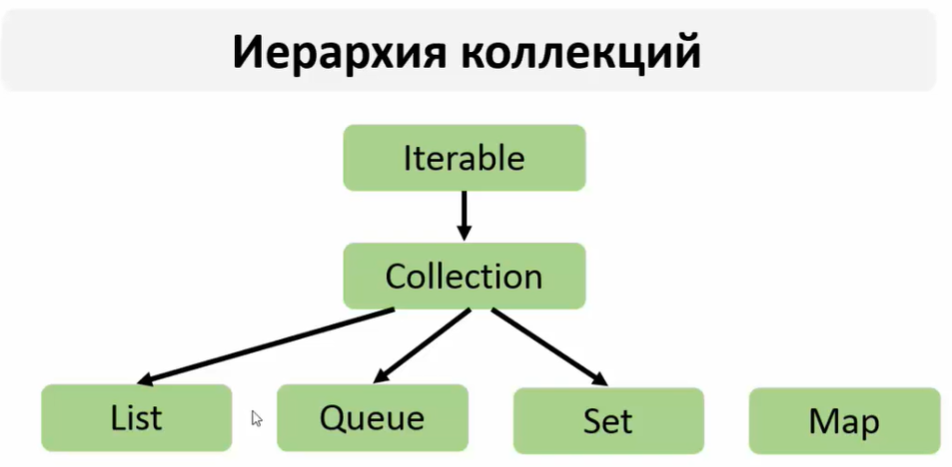 Иерархия коллекций
Iterable
Collection
List
Queue
Set
Map